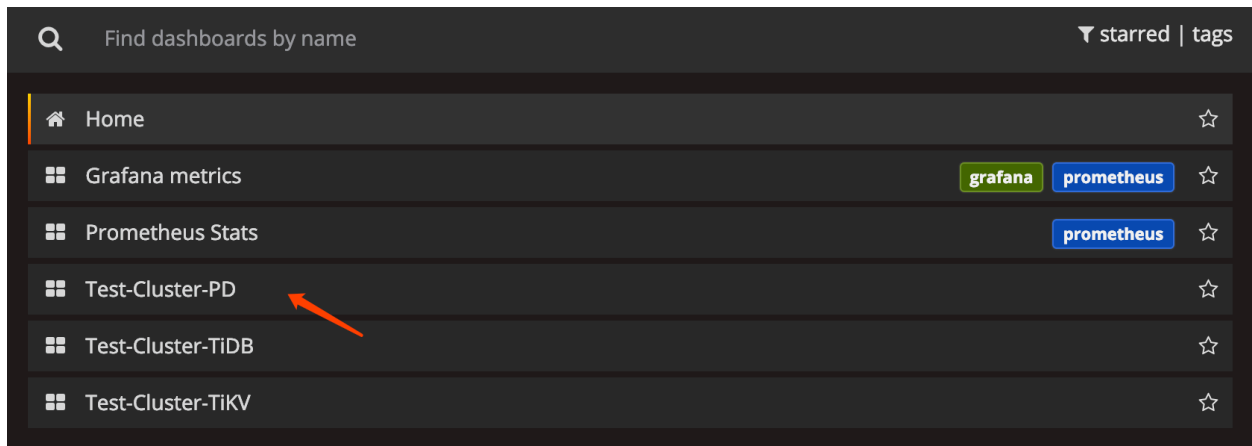 Find dashboards by name
starred | tags
Home
Grafana metrics grafana prometheus
Prometheus Stats prometheus
Test-Cluster-PD
Test-Cluster-TiDB
Test-Cluster-TiKV